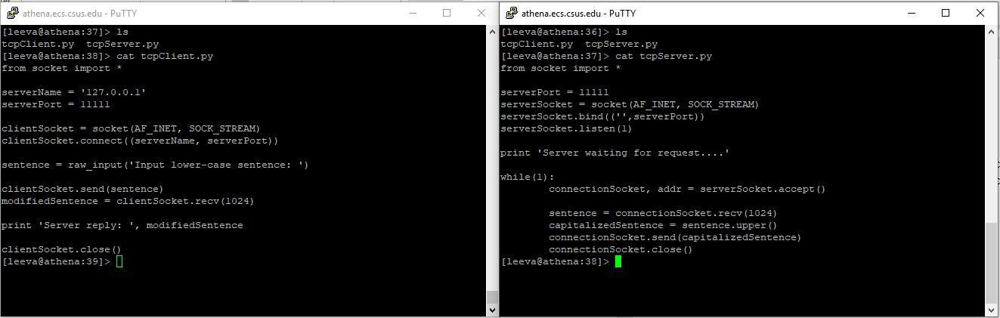 athena.ecs.csus.edu - PuTTY
[leeva@athena:37]> ls
tcpClient.py  tcpServer.py
[leeva@athena:38]> cat tcpClient.py
from socket import *

serverName = '127.0.0.1'
serverPort = 11111

clientSocket = socket(AF_INET, SOCK_STREAM)
clientSocket.connect((serverName, serverPort))

sentence = raw_input('Input lower-case sentence: ')

clientSocket.send(sentence)
modifiedSentence = clientSocket.recv(1024)

print 'Server reply: ', modifiedSentence

clientSocket.close()
[leeva@athena:39]>
athena.ecs.csus.edu - PuTTY
[leeva@athena:36]> ls
tcpClient.py  tcpServer.py
[leeva@athena:37]> cat tcpServer.py
from socket import *

serverPort = 11111
serverSocket = socket(AF_INET, SOCK_STREAM)
serverSocket.bind(('',serverPort))
serverSocket.listen(1)

print 'Server waiting for request....'

while(1):
        connectionSocket, addr = serverSocket.accept()

        sentence = connectionSocket.recv(1024)
        capitalizedSentence = sentence.upper()
        connectionSocket.send(capitalizedSentence)
        connectionSocket.close()
[leeva@athena:38]>